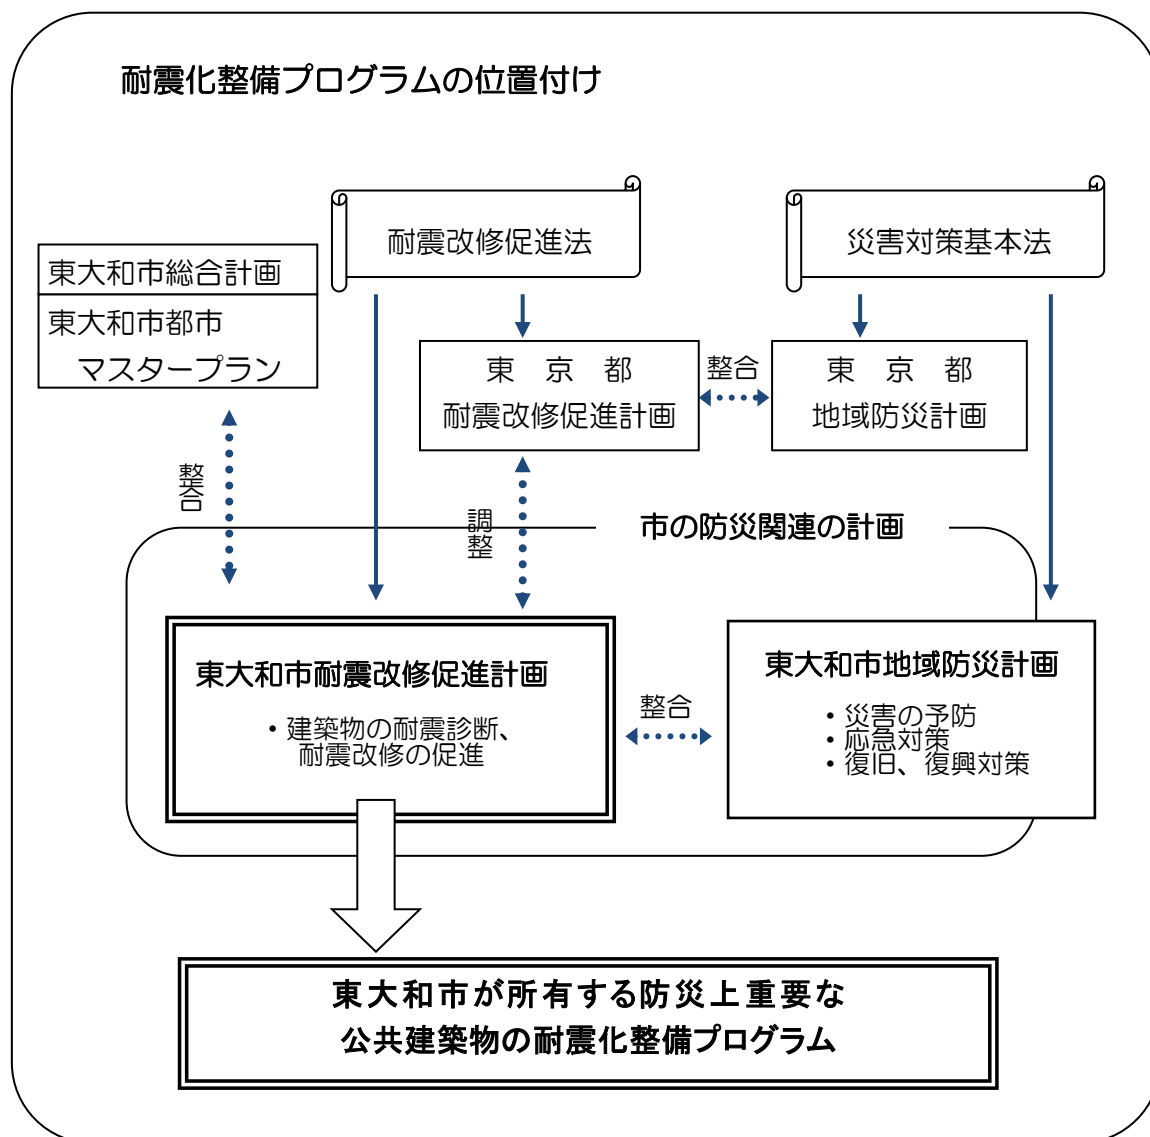 耐震化整備プログラムの位置付け
耐震改修促進法
災害対策基本法
東大和市総合計画
東大和市都市
マスタープラン
東　京　都
耐震改修促進計画
整合
東　京　都
地域防災計画
整合
調整
市の防災関連の計画
東大和市耐震改修促進計画
・建築物の耐震診断、
耐震改修の促進
整合
東大和市地域防災計画
・災害の予防
・応急対策
・復旧、復興対策
東大和市が所有する防災上重要な
公共建築物の耐震化整備プログラム